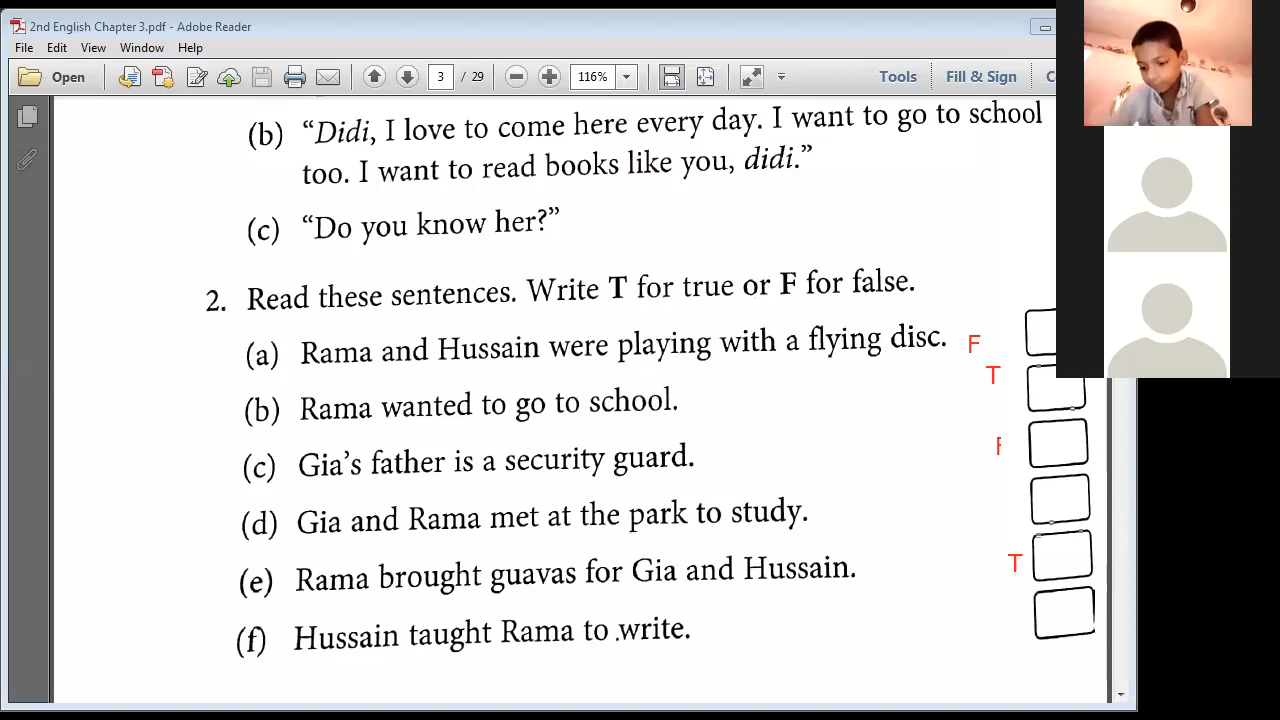 2nd English Chapter 3.pdf - Adobe Reader
File Edit View Window Help
Open 3 / 29 116% Tools Fill & Sign
(b) “Didi, I love to come here every day. I want to go to school
too. I want to read books like you, didi.”
(c) “Do you know her?”
2. Read these sentences. Write T for true or F for false.
(a) Rama and Hussain were playing with a flying disc. F
(b) Rama wanted to go to school. T
(c) Gia’s father is a security guard. F
(d) Gia and Rama met at the park to study.
(e) Rama brought guavas for Gia and Hussain. T
(f) Hussain taught Rama to write.